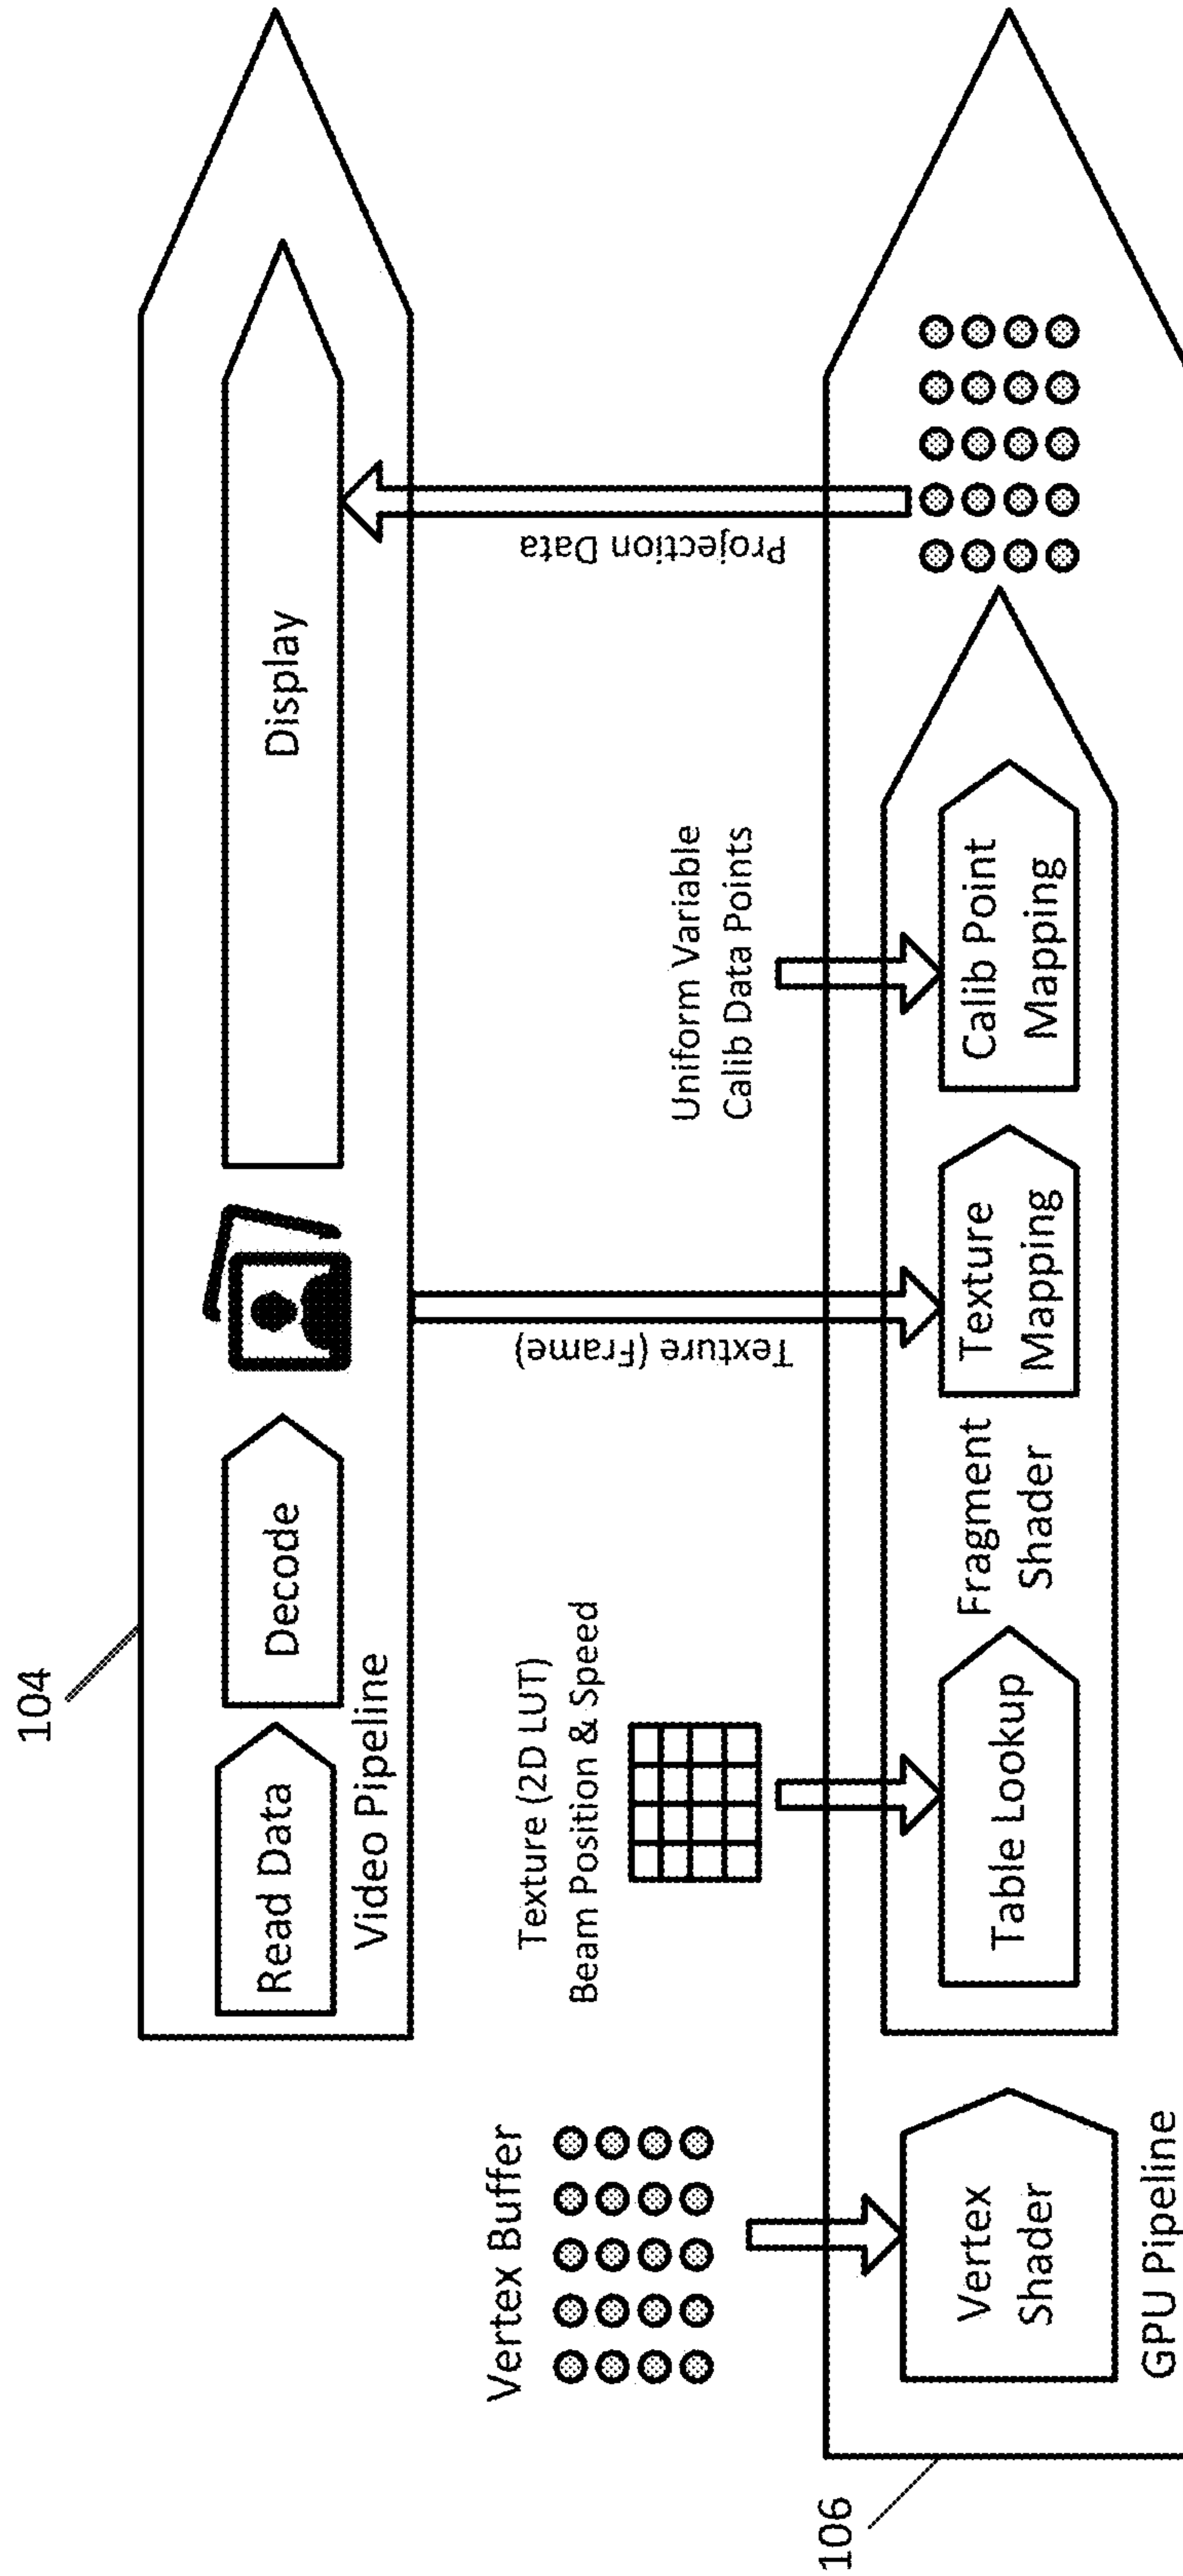 104
Read Data
Decode
Display
Video Pipeline
Vertex Buffer
Texture (2D LUT)
Beam Position & Speed
Texture (Frame)
Uniform Variable
Calib Data Points
Projection Data
106
Vertex
Shader
Table Lookup
Fragment
Shader
Texture
Mapping
Calib Point
Mapping
GPU Pipeline